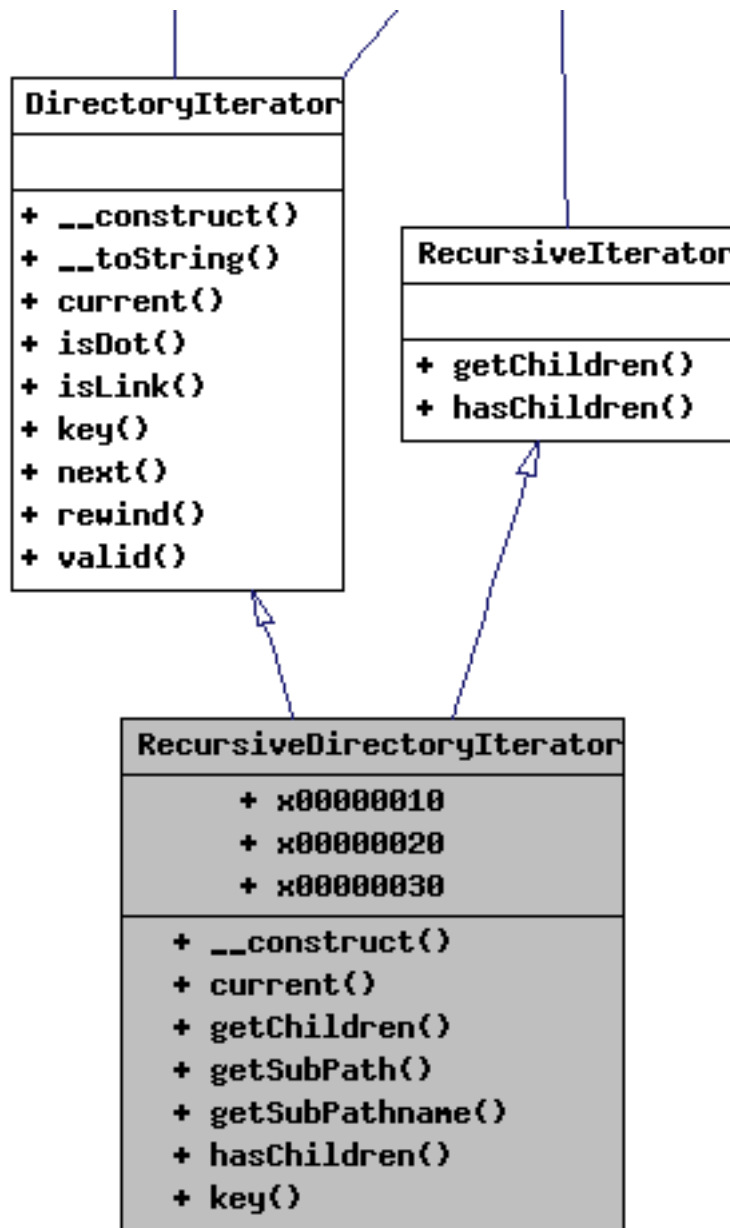 DirectoryIterator
+ __construct()
+ __toString()
+ current()
+ isDot()
+ isLink()
+ key()
+ next()
+ rewind()
+ valid()
RecursiveIterator
+ getChildren()
+ hasChildren()
RecursiveDirectoryIterator
+ x00000010
+ x00000020
+ x00000030
+ __construct()
+ current()
+ getChildren()
+ getSubPath()
+ getSubPathname()
+ hasChildren()
+ key()